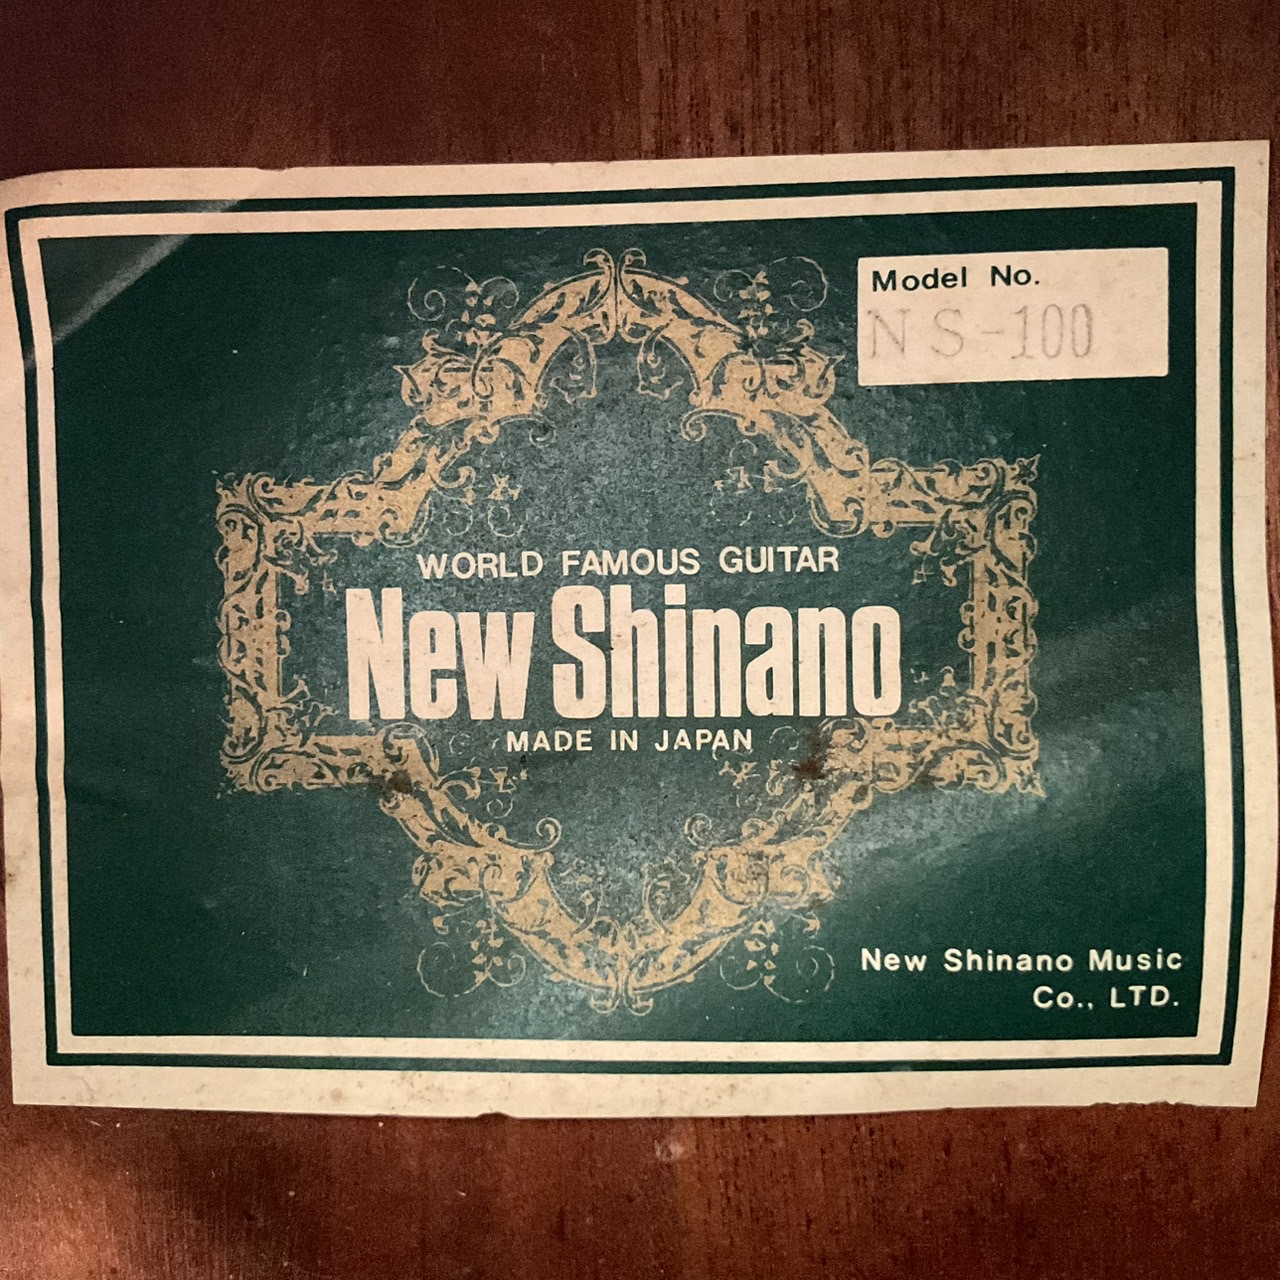 Model No.
NS-100
WORLD FAMOUS GUITAR
New Shinano
MADE IN JAPAN
New Shinano Music
Co., LTD.